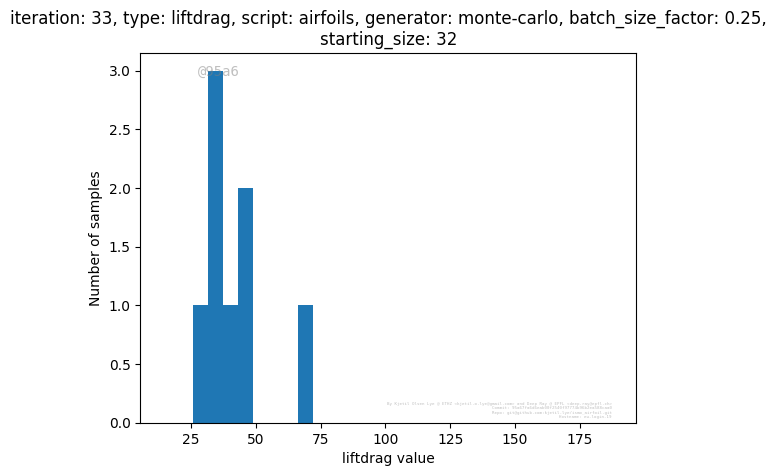 iteration: 33, type: liftdrag, script: airfoils, generator: monte-carlo, batch_size_factor: 0.25,
starting_size: 32
@95a6
3.0
2.5
2.0
1.5
1.0
0.5
0.0
Number of samples
25 50 75 100 125 150 175
liftdrag value